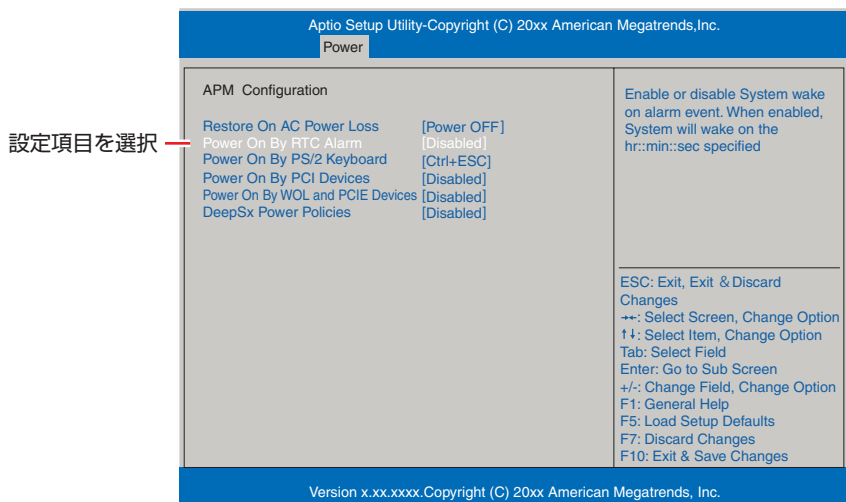 Aptio Setup Utility-Copyright (C) 20xx American Megatrends,Inc.
Power
設定項目を選択
APM Configuration
Restore On AC Power Loss [Power OFF]
Power On By RTC Alarm [Disabled]
Power On By PS/2 Keyboard [Ctrl+ESC]
Power On By PCI Devices [Disabled]
Power On By WOL and PCIE Devices [Disabled]
DeepSx Power Policies [Disabled]
Enable or disable System wake
on alarm event. When enabled,
System will wake on the
hr::min::sec specified
ESC: Exit, Exit & Discard
Changes
→←: Select Screen, Change Option
↑↓: Select Item, Change Option
Tab: Select Field
Enter: Go to Sub Screen
+/-: Change Field, Change Option
F1: General Help
F5: Load Setup Defaults
F7: Discard Changes
F10: Exit & Save Changes
Version x.xx.xxxx.Copyright (C) 20xx American Megatrends, Inc.